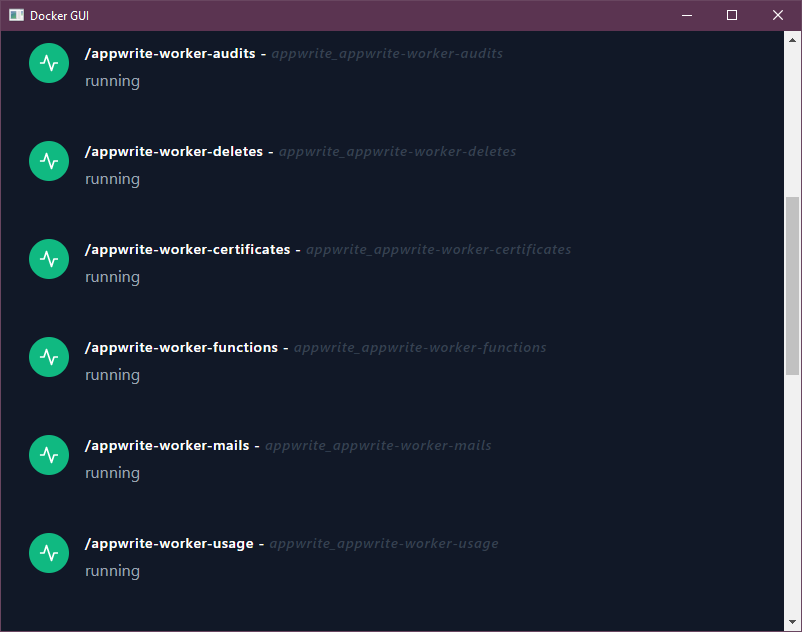 Docker GUI
/appwrite-worker-audits - appwrite_appwrite-worker-audits
running
/appwrite-worker-deletes - appwrite_appwrite-worker-deletes
running
/appwrite-worker-certificates - appwrite_appwrite-worker-certificates
running
/appwrite-worker-functions - appwrite_appwrite-worker-functions
running
/appwrite-worker-mails - appwrite_appwrite-worker-mails
running
/appwrite-worker-usage - appwrite_appwrite-worker-usage
running